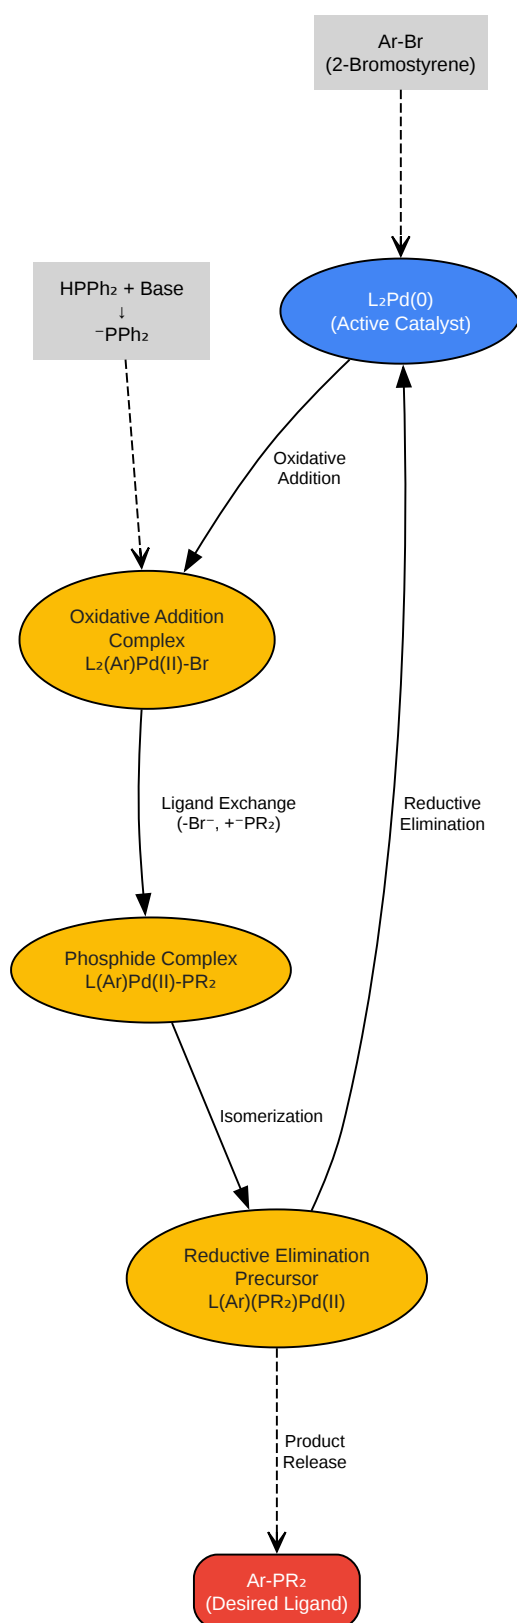 Ar-Br
(2-Bromostyrene)
HPPh₂ + Base
↓
⁻PPh₂
L₂Pd(0)
(Active Catalyst)
Oxidative
Addition
Oxidative Addition
Complex
L₂(Ar)Pd(II)-Br
Ligand Exchange
(-Br⁻, +⁻PR₂)
Reductive
Elimination
Phosphide Complex
L(Ar)Pd(II)-PR₂
Isomerization
Reductive Elimination
Precursor
L(Ar)(PR₂)Pd(II)
Product
Release
Ar-PR₂
(Desired Ligand)